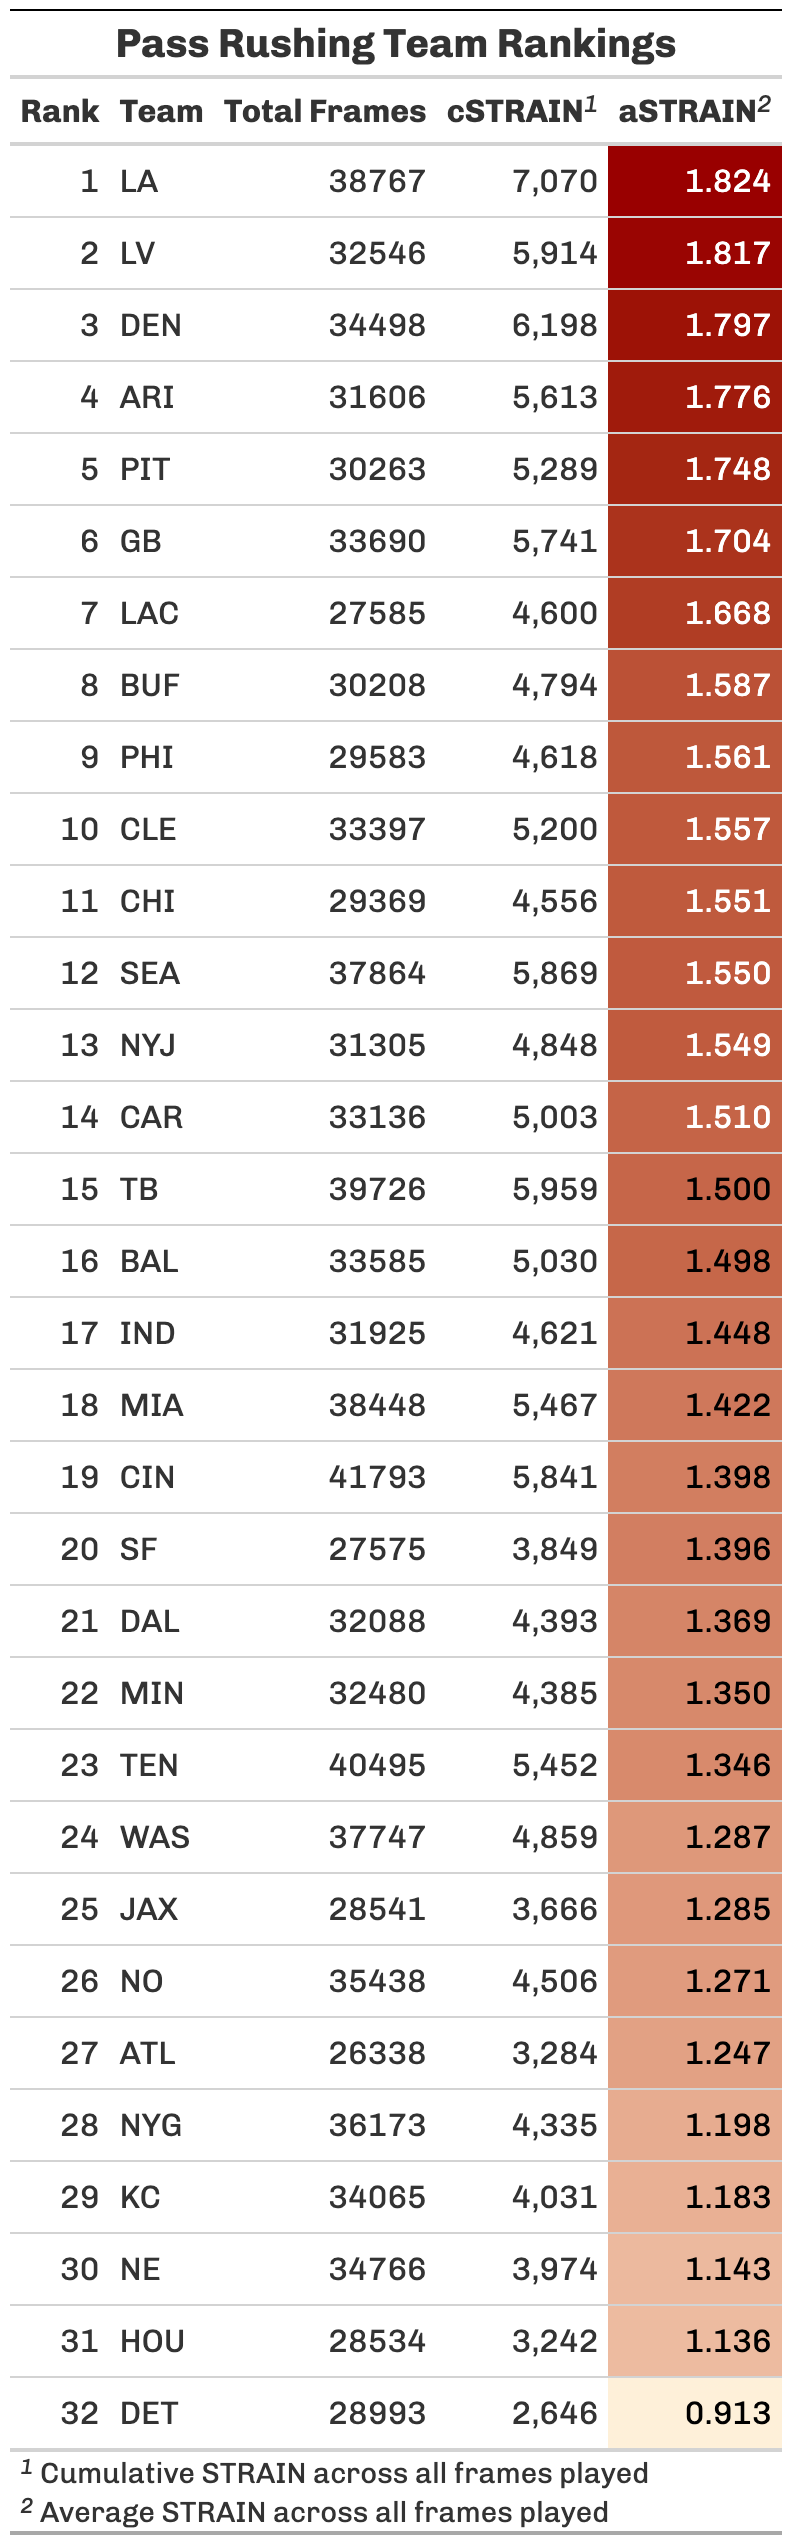 Pass Rushing Team Rankings
Rank Team Total Frames cSTRAIN1 aSTRAIN2
1 LA 38767 7,070 1.824
2 LV 32546 5,914 1.817
3 DEN 34498 6,198 1.797
4 ARI 31606 5,613 1.776
5 PIT 30263 5,289 1.748
6 GB 33690 5,741 1.704
7 LAC 27585 4,600 1.668
8 BUF 30208 4,794 1.587
9 PHI 29583 4,618 1.561
10 CLE 33397 5,200 1.557
11 CHI 29369 4,556 1.551
12 SEA 37864 5,869 1.550
13 NYJ 31305 4,848 1.549
14 CAR 33136 5,003 1.510
15 TB 39726 5,959 1.500
16 BAL 33585 5,030 1.498
17 IND 31925 4,621 1.448
18 MIA 38448 5,467 1.422
19 CIN 41793 5,841 1.398
20 SF 27575 3,849 1.396
21 DAL 32088 4,393 1.369
22 MIN 32480 4,385 1.350
23 TEN 40495 5,452 1.346
24 WAS 37747 4,859 1.287
25 JAX 28541 3,666 1.285
26 NO 35438 4,506 1.271
27 ATL 26338 3,284 1.247
28 NYG 36173 4,335 1.198
29 KC 34065 4,031 1.183
30 NE 34766 3,974 1.143
31 HOU 28534 3,242 1.136
32 DET 28993 2,646 0.913
1 Cumulative STRAIN across all frames played
2 Average STRAIN across all frames played